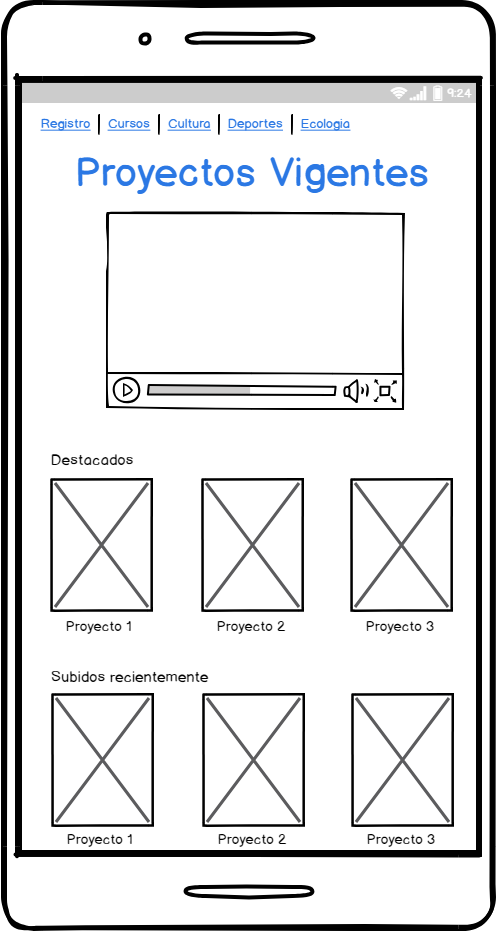 9:24
Registro Cursos Cultura Deportes Ecologia
Proyectos Vigentes
Destacados
Proyecto 1 Proyecto 2 Proyecto 3
Subidos recientemente
Proyecto 1 Proyecto 2 Proyecto 3